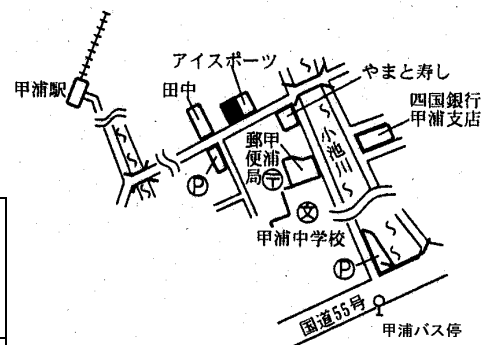 アイスポーツ
甲浦駅
田中
やまと寿し
四国銀行
甲浦支店
甲浦
郵便局
〒
小池川
P
文
甲浦中学校
P
国道55号
甲浦バス停